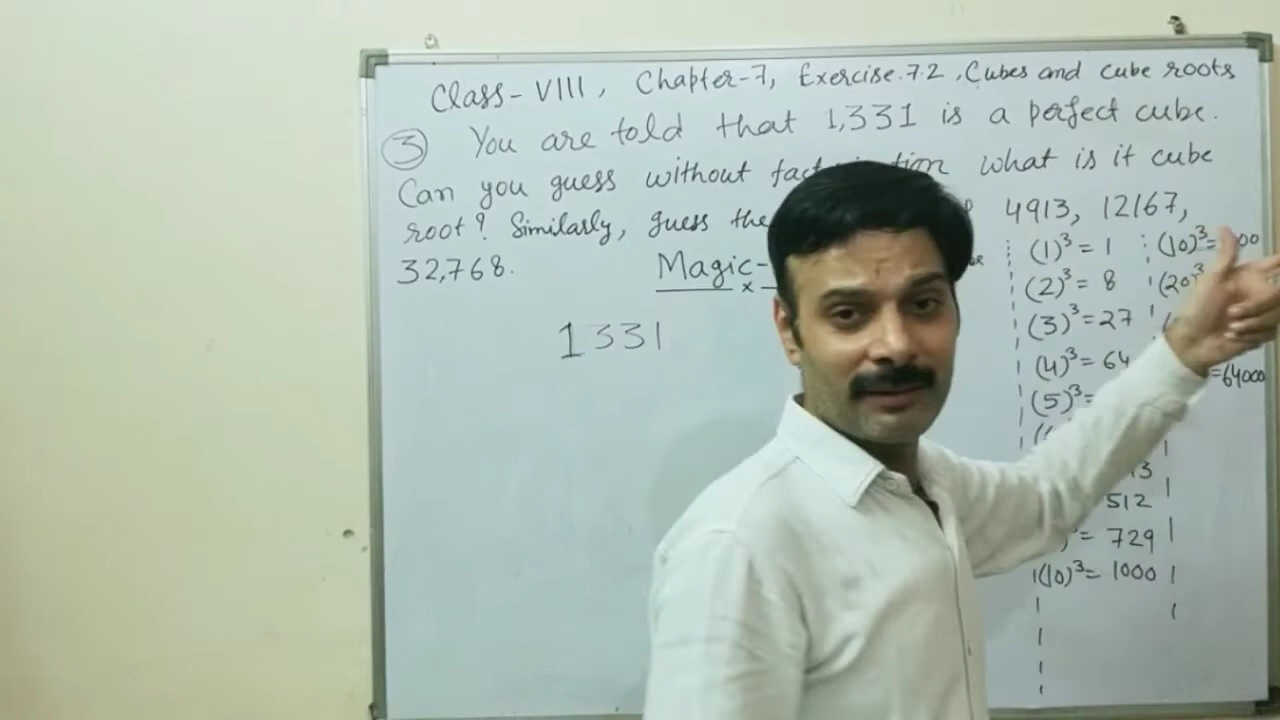 Class-VIII, Chapter-7, Exercise.7.2, Cubes and cube roots
③ You are told that 1,331 is a perfect cube.
Can you guess without what is it cube
root? Similarly, guess the 4913, 12167,
32,768.
Magic-
1331
(1)³ = 1
(2)³ = 8
(3)³ = 27
(4)³ = 64
(5)³ =
512
= 729
(10)³ = 1000
(10)³ =
(20)³
=64000